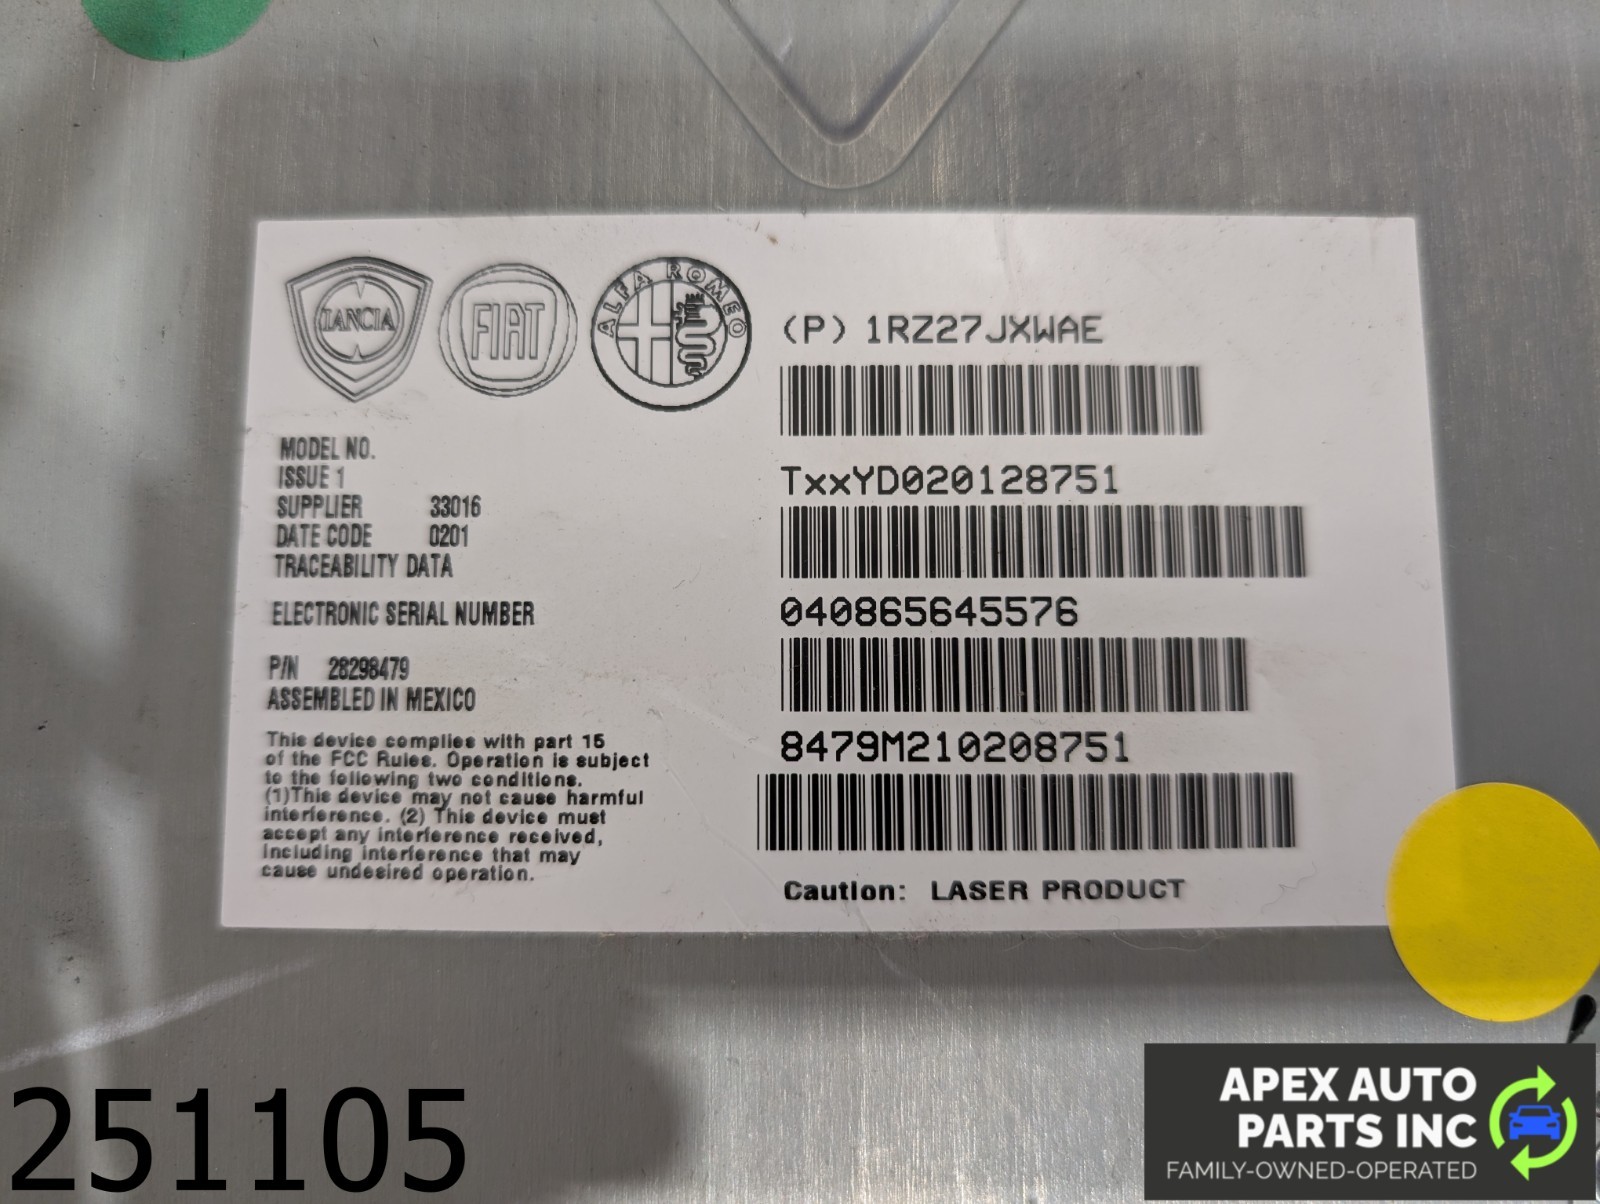 LANCIA
FIAT
ALFA ROMEO
(P) 1RZ27JXWAE
MODEL NO.
ISSUE 1
SUPPLIER 33016
DATE CODE 0201
TRACEABILITY DATA
TxxYD020128751
ELECTRONIC SERIAL NUMBER
040865645576
P/N 28298479
ASSEMBLED IN MEXICO
8479M210208751
This device complies with part 15
of the FCC Rules. Operation is subject
to the following two conditions.
(1)This device may not cause harmful
interference. (2) This device must
accept any interference received,
including interference that may
cause undesired operation.
Caution: LASER PRODUCT
251105
APEX AUTO
PARTS INC
FAMILY-OWNED-OPERATED